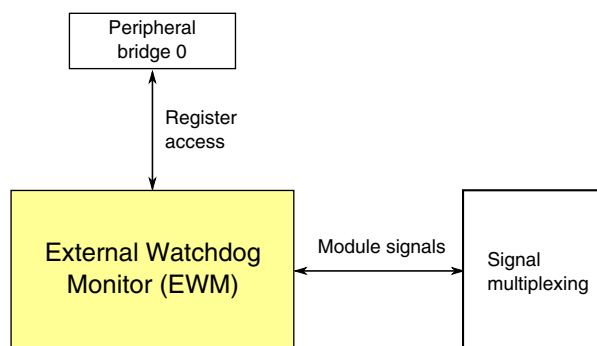 Peripheral
bridge 0
Register
access
External Watchdog
Monitor (EWM)
Module signals
Signal
multiplexing